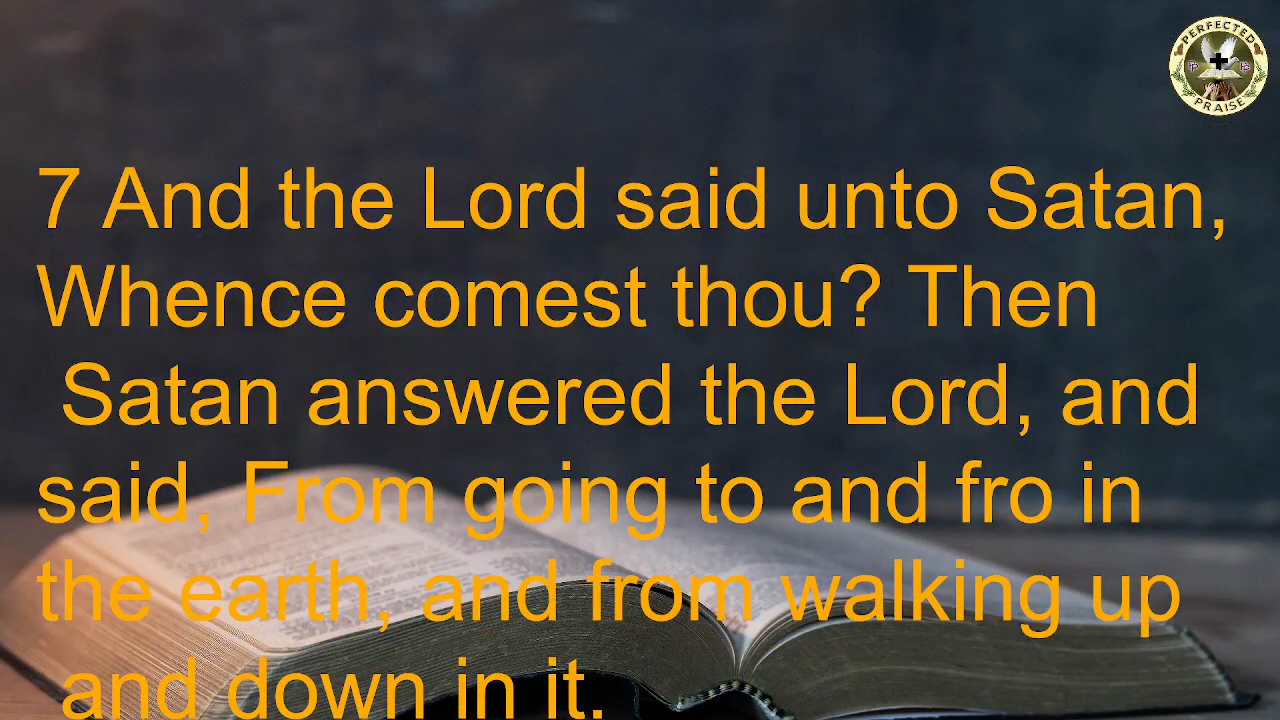 PERFECTED
PRAISE
7 And the Lord said unto Satan,
Whence comest thou? Then
Satan answered the Lord, and
said, From going to and fro in
the earth, and from walking up
and down in it.